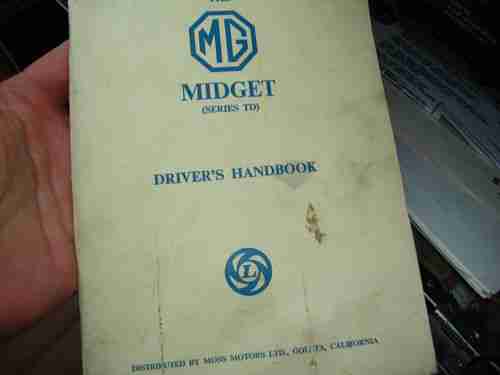 MG
MIDGET
(SERIES TD)
DRIVER'S HANDBOOK
L
DISTRIBUTED BY MOSS MOTORS LTD., GOLETA, CALIFORNIA